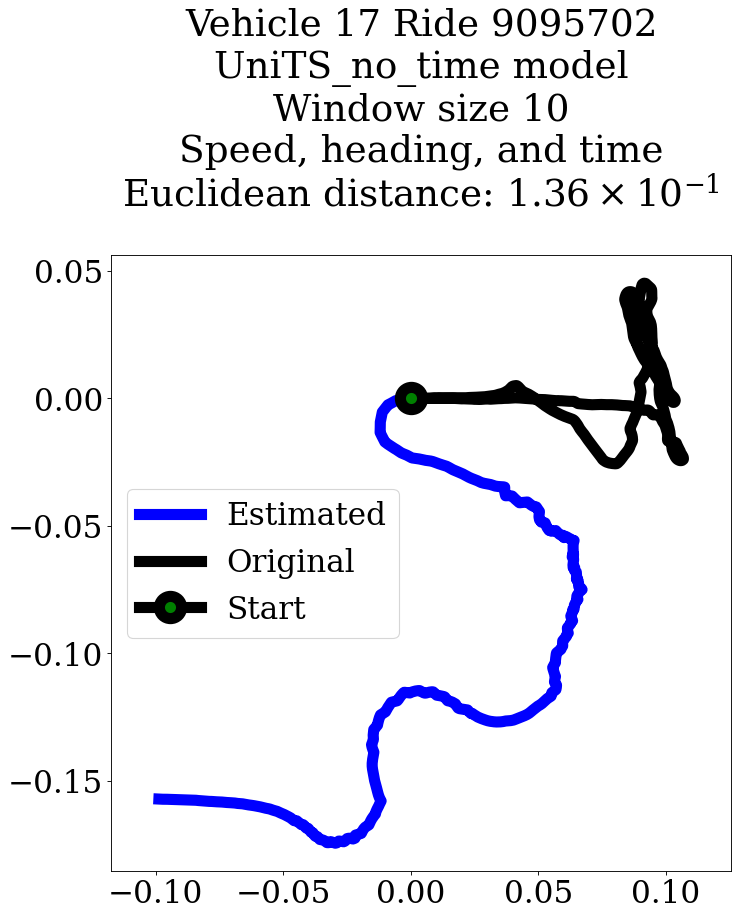 Vehicle 17 Ride 9095702
UniTS_no_time model
Window size 10
Speed, heading, and time
Euclidean distance: 1.36 × 10⁻¹
0.05
0.00
−0.05
−0.10
−0.15
Estimated
Original
Start
−0.10 −0.05 0.00 0.05 0.10